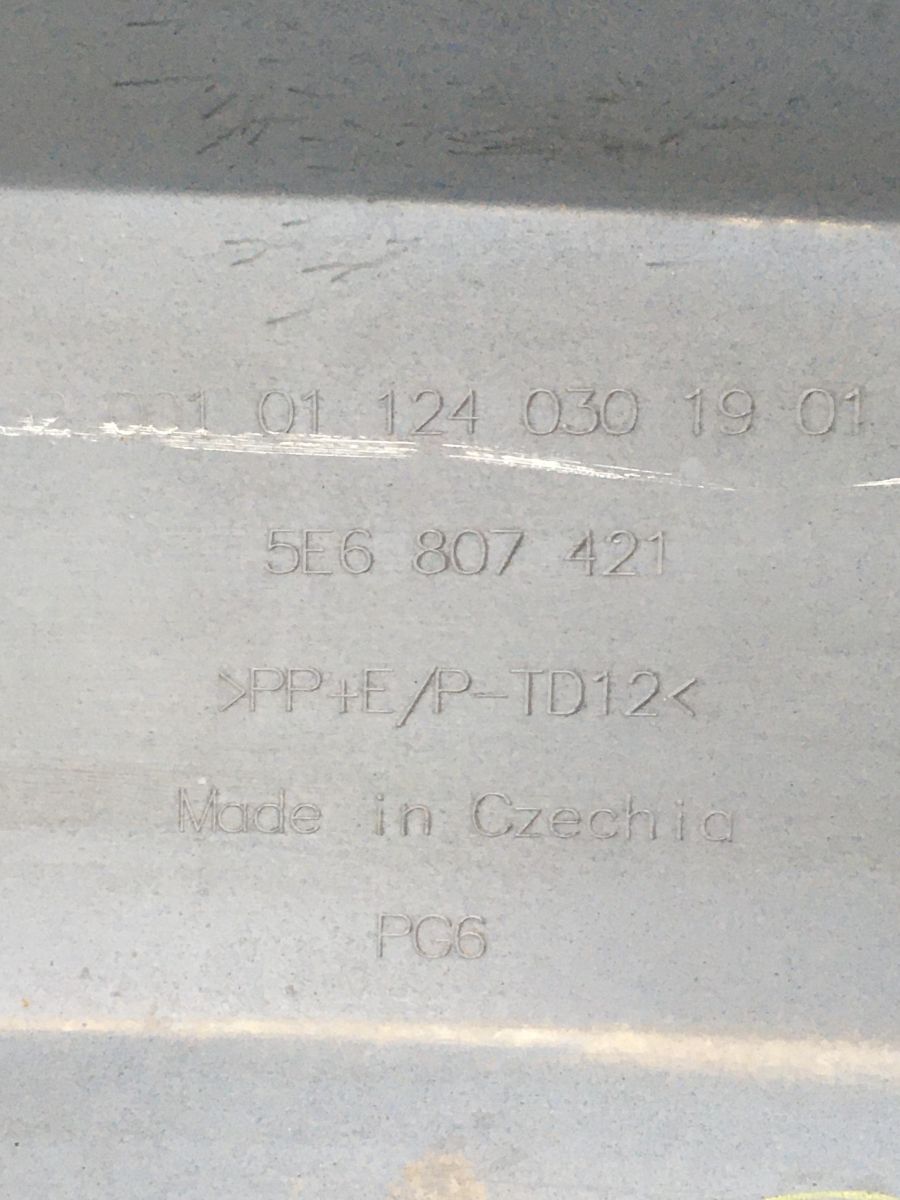 01 124 030 19 01
5E6 807 421
>PP+E/P-TD12<
Made in Czechia
PG6